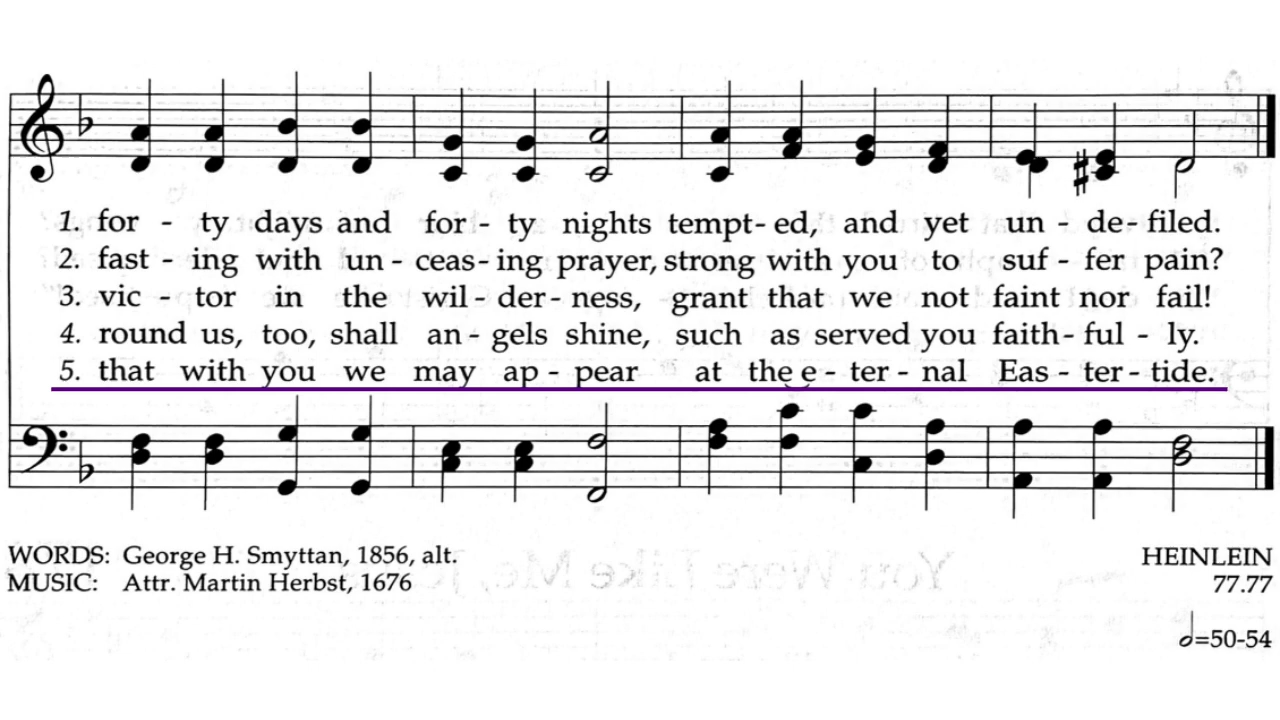 1. for - ty days and for - ty nights tempt - ed, and yet un - de - filed.
2. fast - ing with un - ceas - ing prayer, strong with you to suf - fer pain?
3. vic - tor in the wil - der - ness, grant that we not faint nor fail!
4. round us, too, shall an - gels shine, such as served you faith - ful - ly.
5. that with you we may ap - pear at the e - ter - nal Eas - ter - tide.
WORDS: George H. Smyttan, 1856, alt. HEINLEIN
MUSIC: Attr. Martin Herbst, 1676 77.77
=50-54
You Were Like Me, J